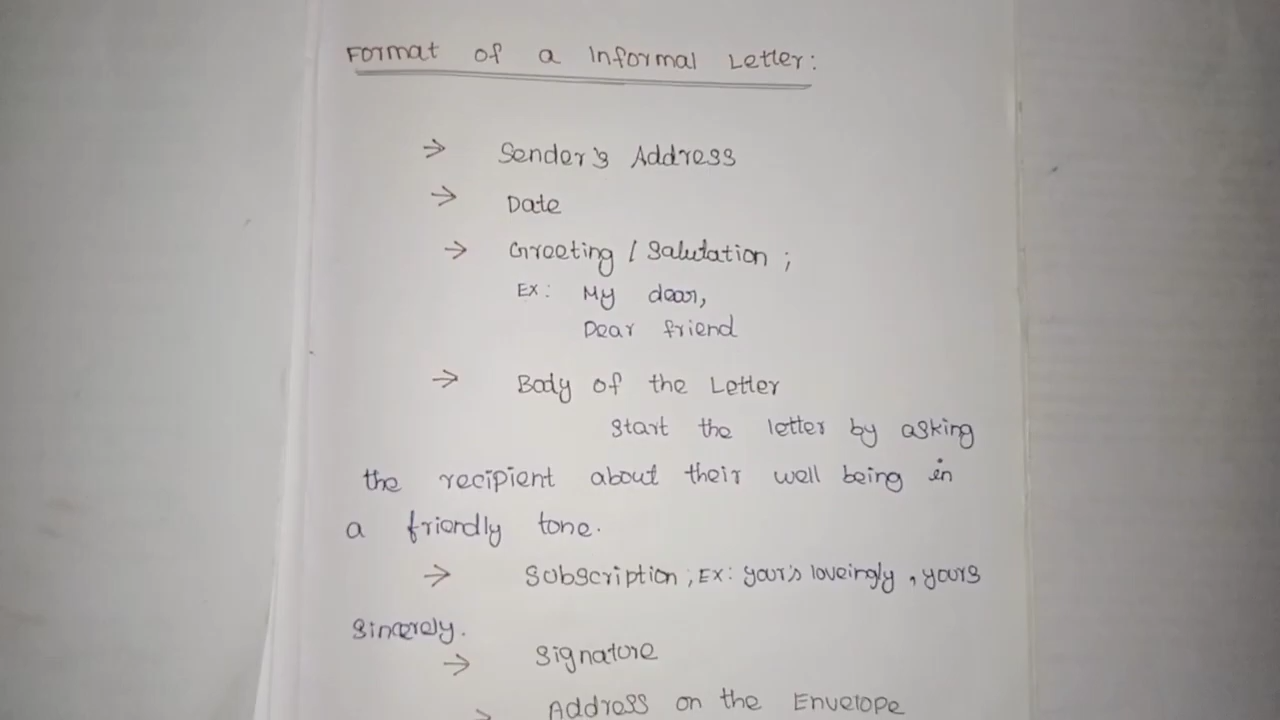 Format of a Informal Letter:
→ Sender's Address
→ Date
→ Greeting / Salutation ;
Ex: My dear,
Dear friend
→ Body of the Letter
Start the letter by asking
the recipient about their well being in
a friendly tone.
→ Subscription ; Ex: your's loveingly , yours
sincerely.
→ Signature
→ Address on the Envelope